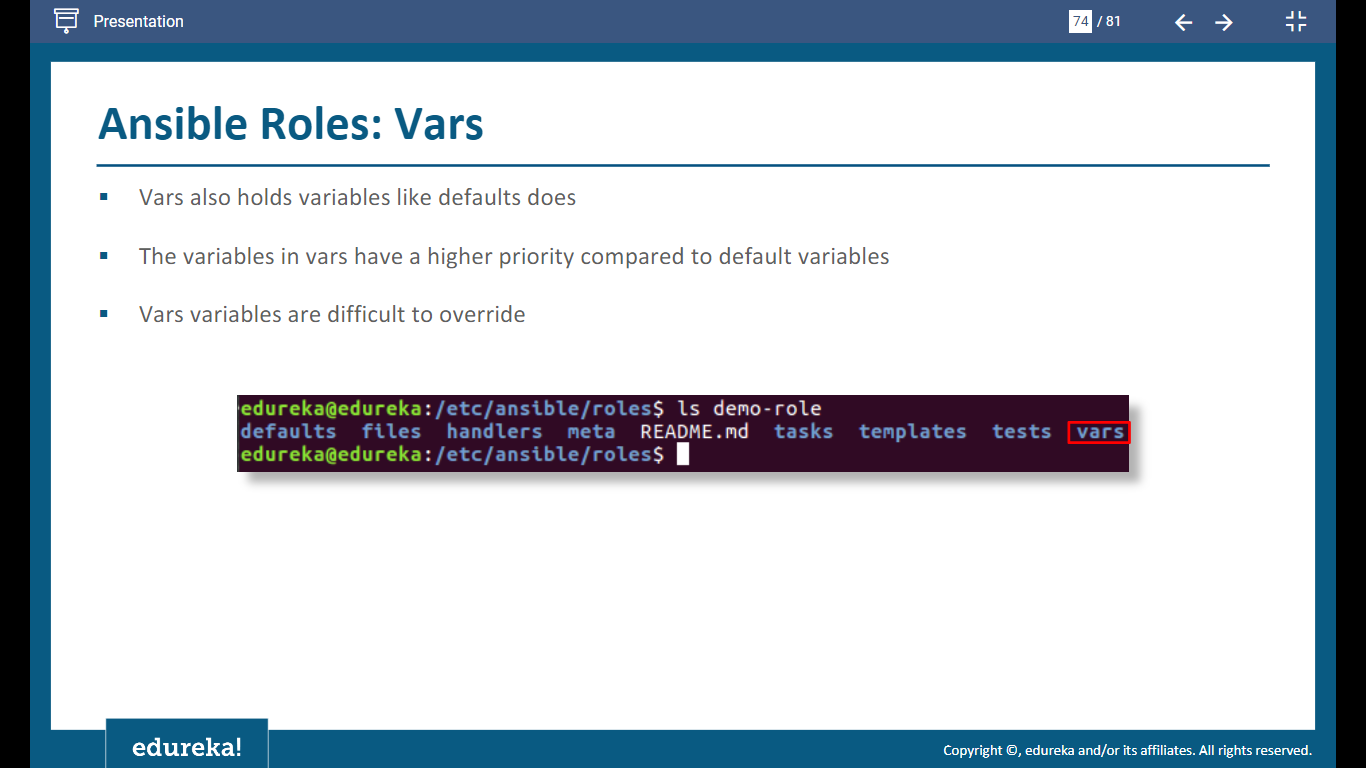 Presentation
74 / 81
Ansible Roles: Vars
Vars also holds variables like defaults does
The variables in vars have a higher priority compared to default variables
Vars variables are difficult to override
edureka@edureka:/etc/ansible/roles$ ls demo-role
defaults files handlers meta README.md tasks templates tests vars
edureka@edureka:/etc/ansible/roles$
edureka!
Copyright ©, edureka and/or its affiliates. All rights reserved.